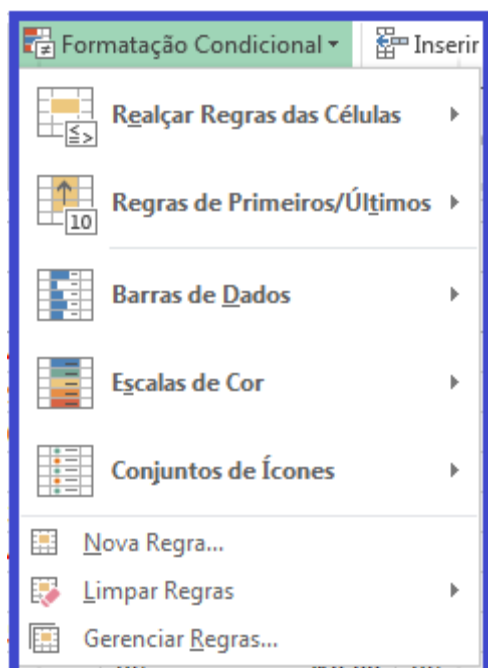 Formatação Condicional Inserir
Realçar Regras das Células
Regras de Primeiros/Últimos
10
Barras de Dados
Escalas de Cor
Conjuntos de Ícones
Nova Regra...
Limpar Regras
Gerenciar Regras...